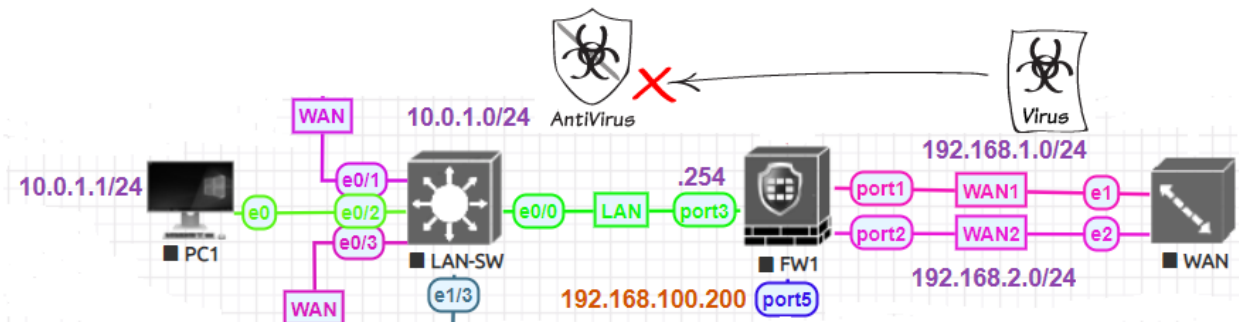 AntiVirus
Virus
WAN
10.0.1.0/24
192.168.1.0/24
10.0.1.1/24
e0/1
.254
port1
WAN1
e1
e0
e0/2
e0/0
LAN
port3
e0/3
port2
WAN2
e2
PC1
LAN-SW
FW1
WAN
192.168.2.0/24
WAN
e1/3
192.168.100.200
port5